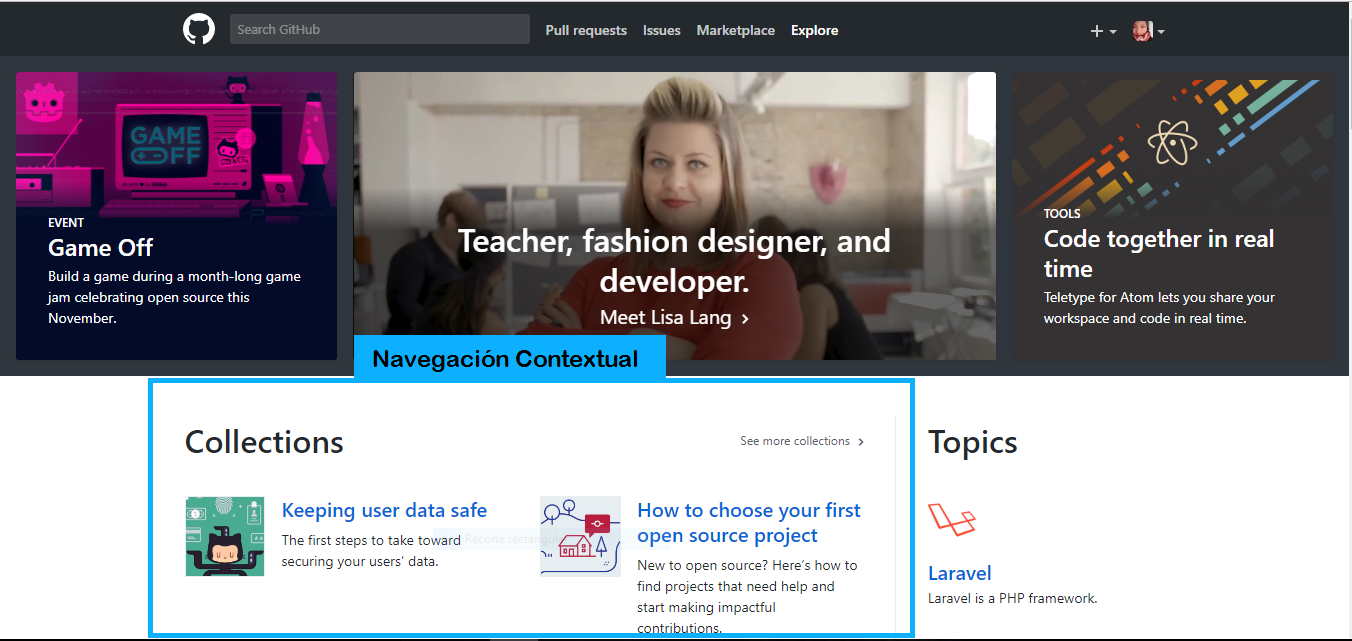 Search GitHub
Pull requests Issues Marketplace Explore
GAME
OFF
EVENT
Game Off
Build a game during a month-long game
jam celebrating open source this
November.
Teacher, fashion designer, and
developer.
Meet Lisa Lang
TOOLS
Code together in real
time
Teletype for Atom lets you share your
workspace and code in real time.
Navegación Contextual
Collections
See more collections
Keeping user data safe
The first steps to take toward
securing your users' data.
Recorte rectangul
How to choose your first
open source project
New to open source? Here's how to
find projects that need help and
start making impactful
contributions.
Topics
Laravel
Laravel is a PHP framework.